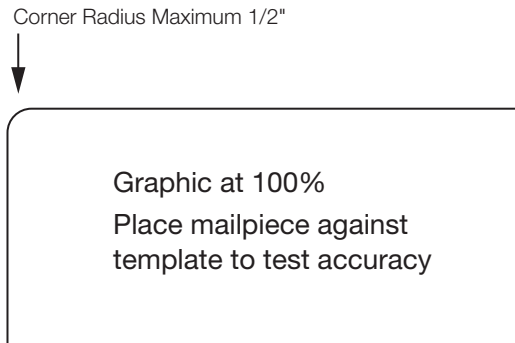 Corner Radius Maximum 1/2"
Graphic at 100%
Place mailpiece against
template to test accuracy